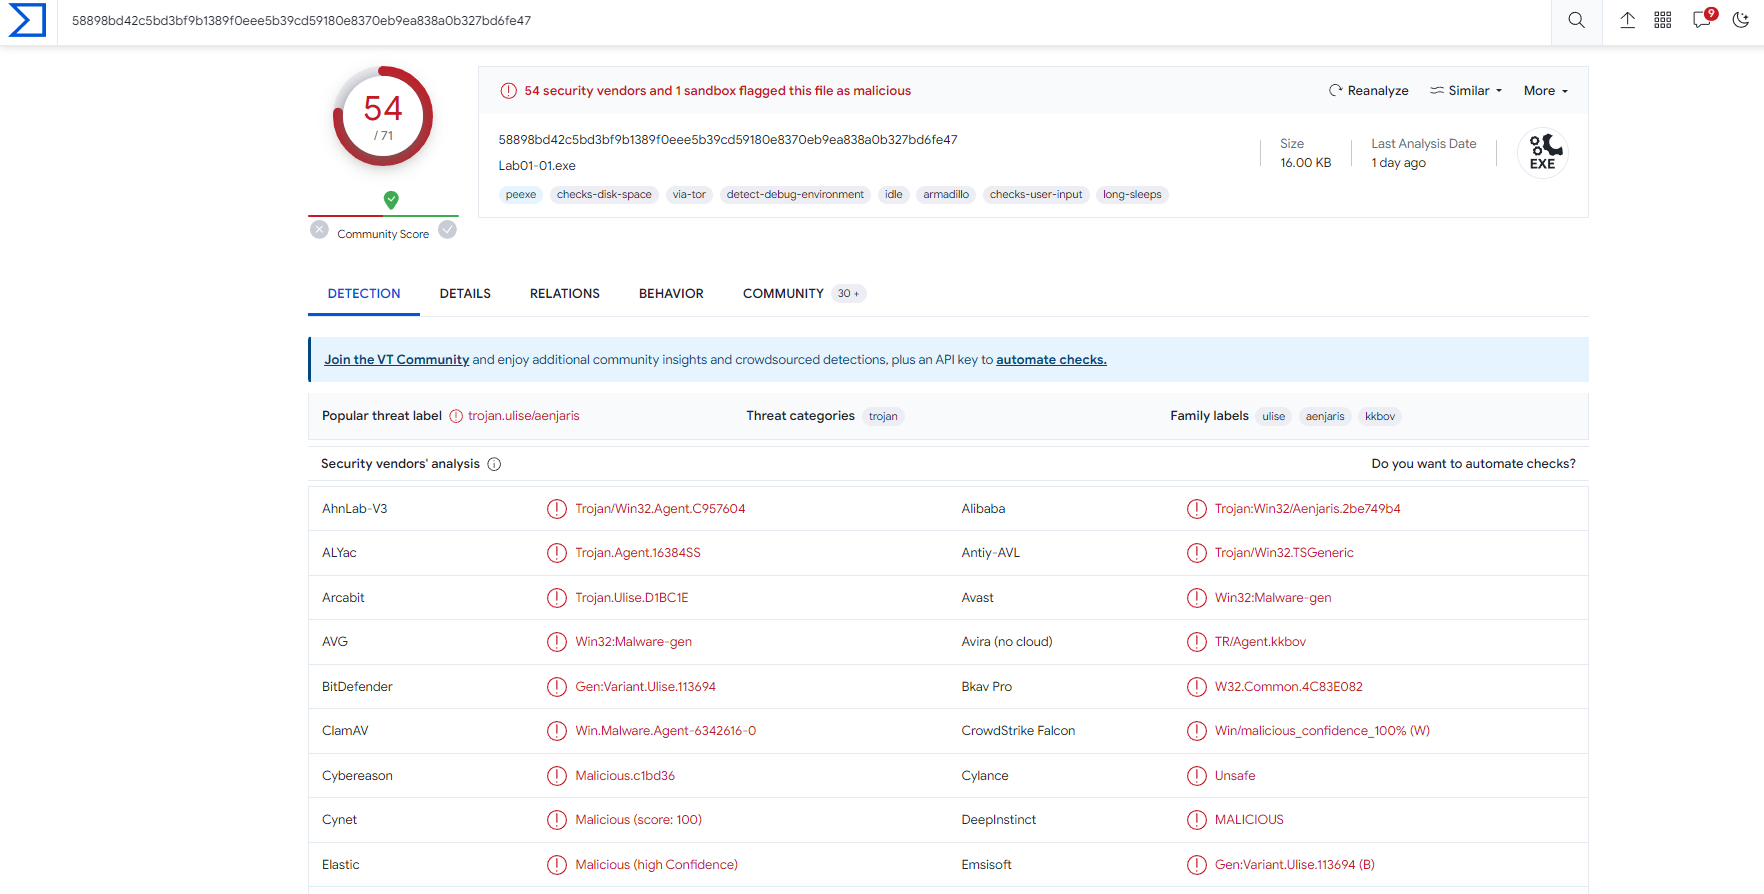 58898bd42c5bd3bf9b1389f0eee5b39cd59180e8370eb9ea838a0b327bd6fe47
9
54
/ 71
Community Score
54 security vendors and 1 sandbox flagged this file as malicious
Reanalyze Similar More
58898bd42c5bd3bf9b1389f0eee5b39cd59180e8370eb9ea838a0b327bd6fe47
Lab01-01.exe
peexe checks-disk-space via-tor detect-debug-environment idle armadillo checks-user-input long-sleeps
Size
16.00 KB
Last Analysis Date
1 day ago
EXE
DETECTION DETAILS RELATIONS BEHAVIOR COMMUNITY 30 +
Join the VT Community and enjoy additional community insights and crowdsourced detections, plus an API key to automate checks.
Popular threat label trojan.ulise/aenjaris Threat categories trojan Family labels ulise aenjaris kkbov
Security vendors' analysis Do you want to automate checks?
AhnLab-V3 Trojan/Win32.Agent.C957604 Alibaba Trojan:Win32/Aenjaris.2be749b4
ALYac Trojan.Agent.16384SS Antiy-AVL Trojan/Win32.TSGeneric
Arcabit Trojan.Ulise.D1BC1E Avast Win32:Malware-gen
AVG Win32:Malware-gen Avira (no cloud) TR/Agent.kkbov
BitDefender Gen:Variant.Ulise.113694 Bkav Pro W32.Common.4C83E082
ClamAV Win.Malware.Agent-6342616-0 CrowdStrike Falcon Win/malicious_confidence_100% (W)
Cybereason Malicious.c1bd36 Cylance Unsafe
Cynet Malicious (score: 100) DeepInstinct MALICIOUS
Elastic Malicious (high Confidence) Emsisoft Gen:Variant.Ulise.113694 (B)